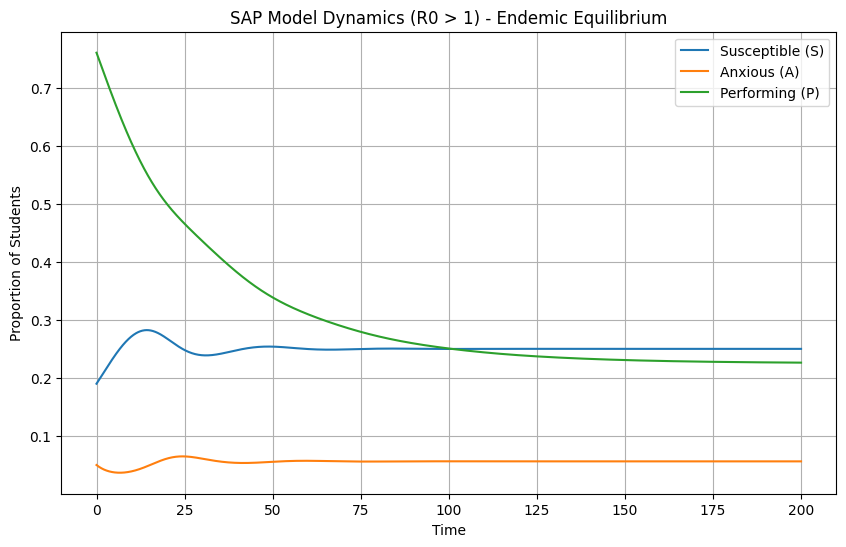 SAP Model Dynamics (R0 > 1) - Endemic Equilibrium
Susceptible (S)
Anxious (A)
Performing (P)
Proportion of Students
0.7
0.6
0.5
0.4
0.3
0.2
0.1
0 25 50 75 100 125 150 175 200
Time